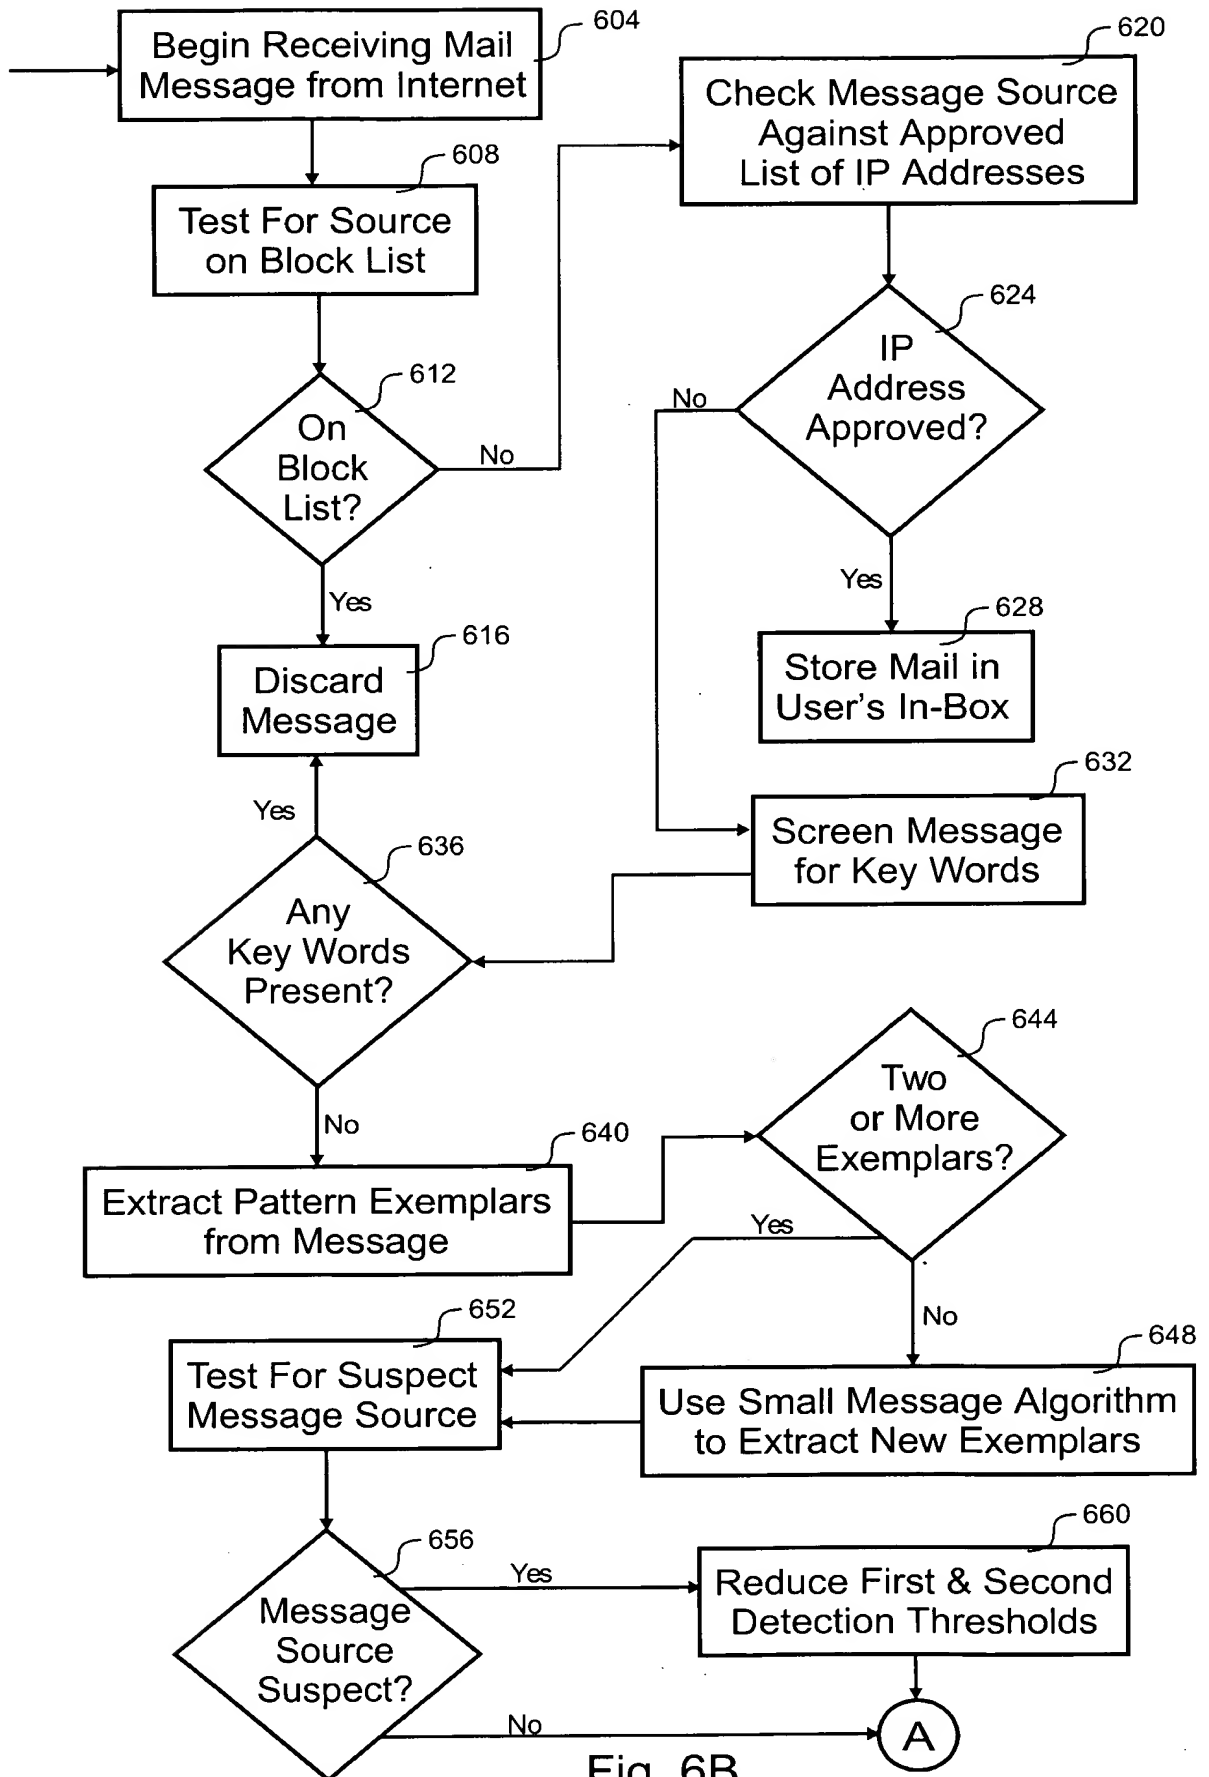 604
Begin Receiving Mail
Message from Internet
608
Test For Source
on Block List
612
On
Block
List?
No
Yes
616
Discard
Message
620
Check Message Source
Against Approved
List of IP Addresses
624
IP
Address
Approved?
No
Yes
628
Store Mail in
User's In-Box
632
Screen Message
for Key Words
636
Any
Key Words
Present?
Yes
No
640
Extract Pattern Exemplars
from Message
644
Two
or More
Exemplars?
Yes
No
648
Use Small Message Algorithm
to Extract New Exemplars
652
Test For Suspect
Message Source
656
Message
Source
Suspect?
Yes
No
660
Reduce First & Second
Detection Thresholds
A
Fig. 6B